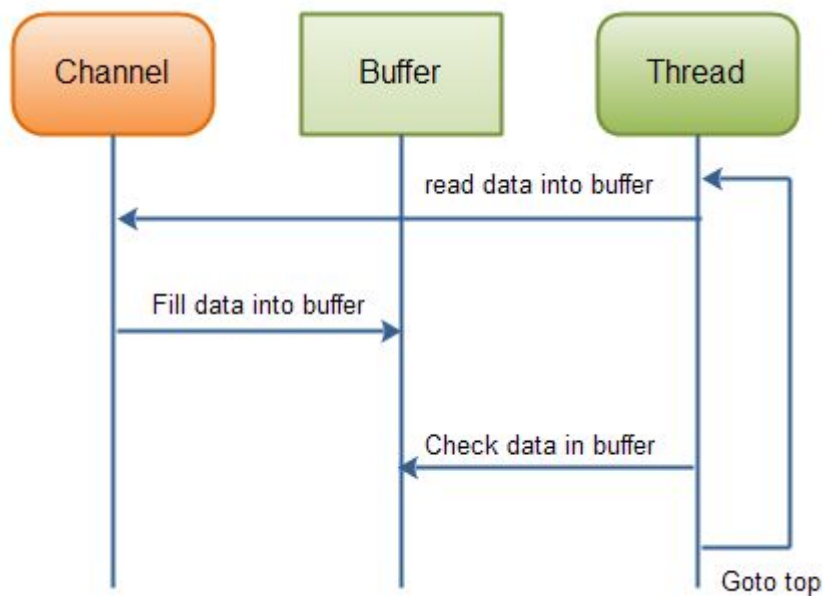 Channel
Buffer
Thread
read data into buffer
Fill data into buffer
Check data in buffer
Goto top